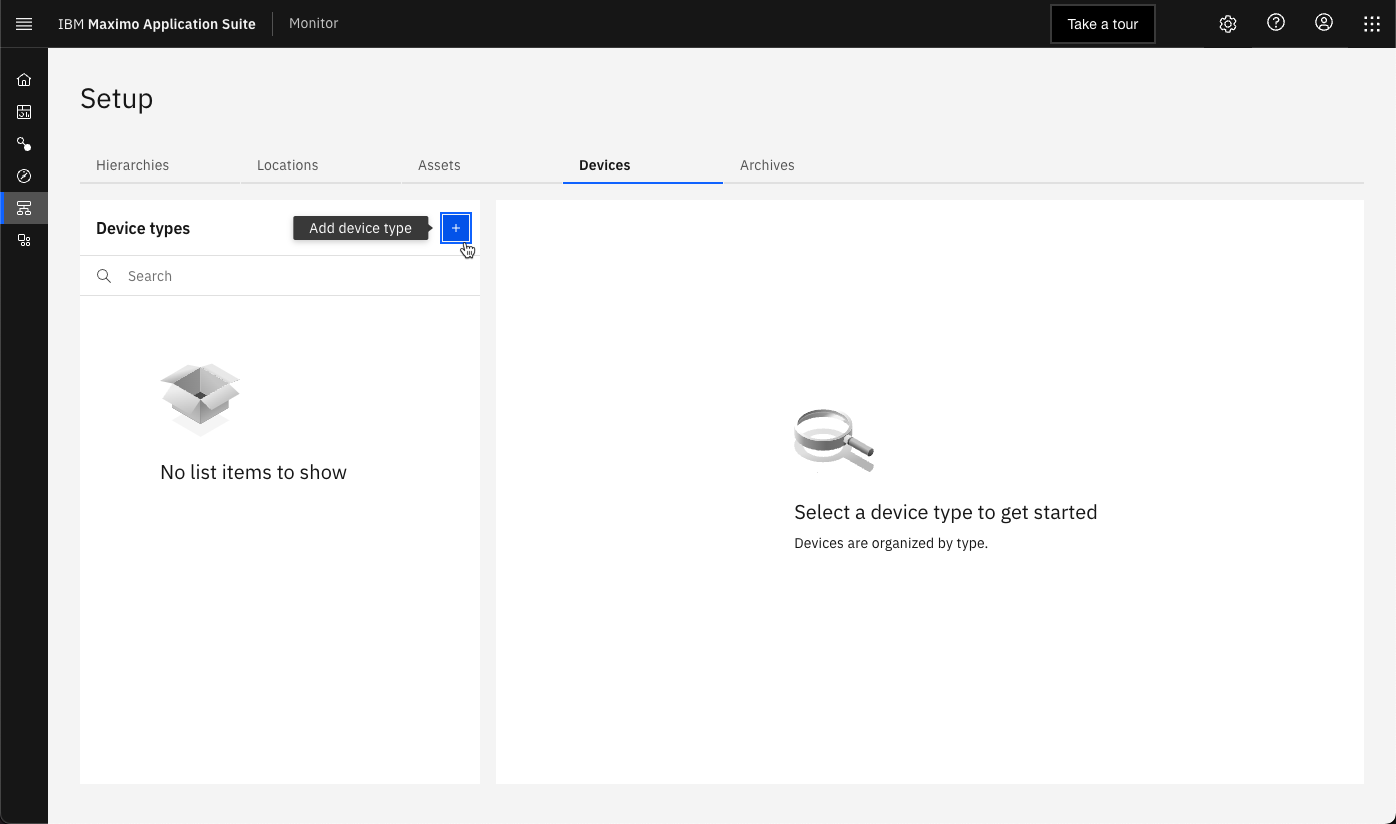 IBM Maximo Application Suite Monitor Take a tour
Setup
Hierarchies Locations Assets Devices Archives
Device types Add device type +
Search
No list items to show
Select a device type to get started
Devices are organized by type.